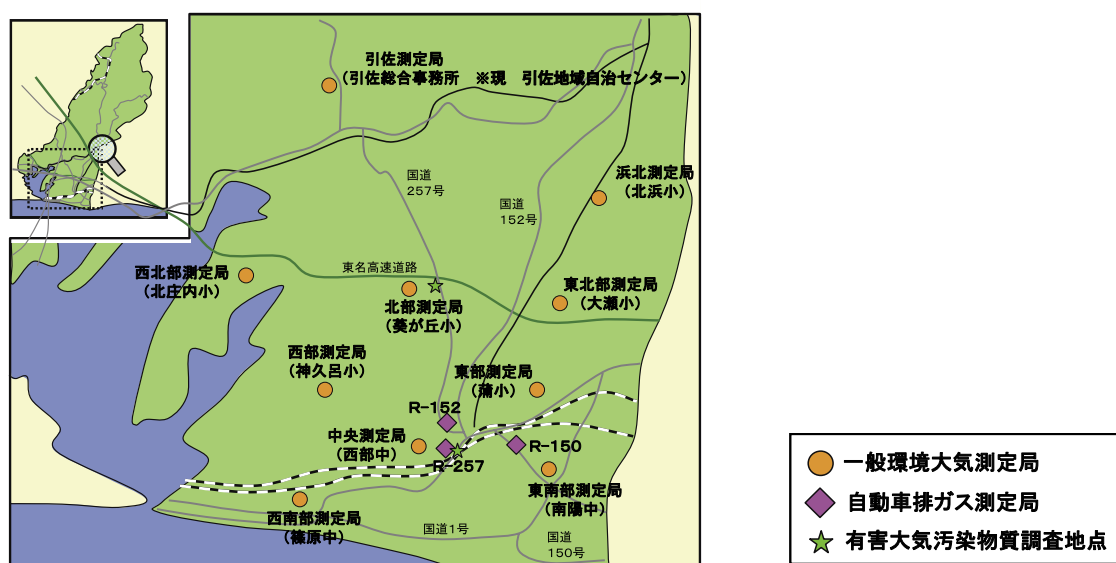 引佐測定局
(引佐総合事務所　※現　引佐地域自治センター)
国道
257号
国道
152号
浜北測定局
(北浜小)
西北部測定局
(北庄内小)
東名高速道路
北部測定局
(葵が丘小)
東北部測定局
(大瀬小)
西部測定局
(神久呂小)
東部測定局
(蒲小)
R-152
中央測定局
(西部中)
R-257
R-150
東南部測定局
(南陽中)
西南部測定局
(篠原中)
国道1号
国道
150号
一般環境大気測定局
自動車排ガス測定局
有害大気汚染物質調査地点